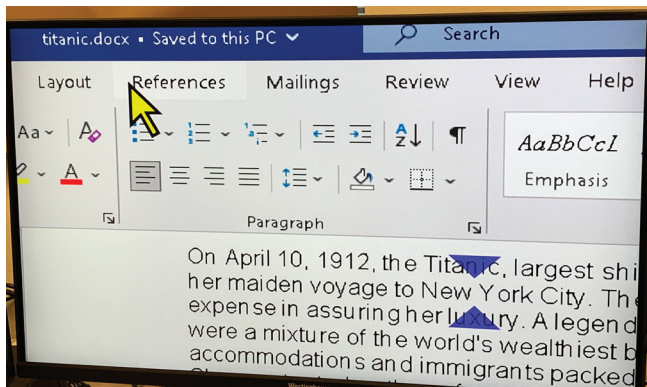 titanic.docx • Saved to this PC
Search
Layout References Mailings Review View Help
Aa
A
AaBbCcL
Emphasis
A
Paragraph
On April 10, 1912, the Titanic, largest shi
her maiden voyage to New York City. The
expense in assuring her luxury. A legend
were a mixture of the world's wealthiest b
accommodations and immigrants packed